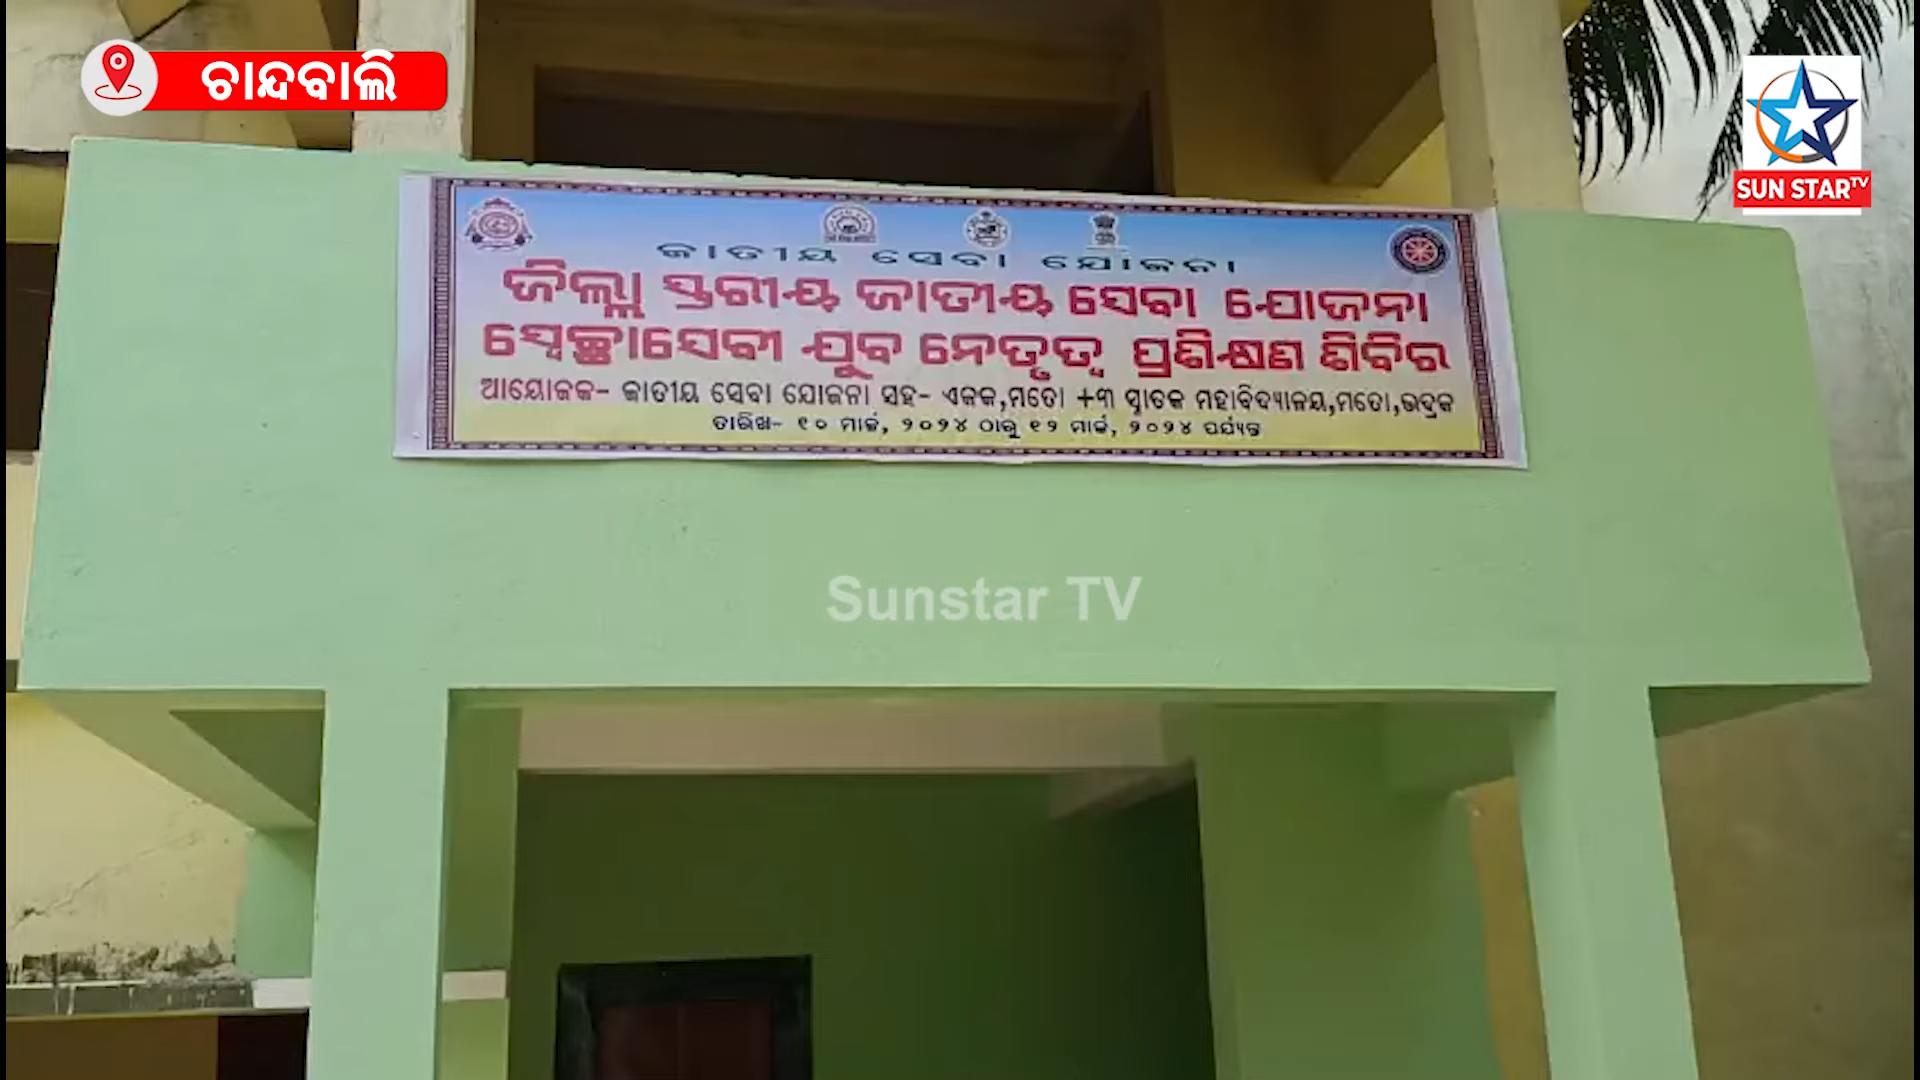 ଚାନ୍ଦବାଲି
SUN STAR TV
ଜାତୀୟ ସେବା ଯୋଜନା
ଜିଲ୍ଲା ସ୍ତରୀୟ ଜାତୀୟ ସେବା ଯୋଜନା
ସ୍ୱେଚ୍ଛାସେବୀ ଯୁବ ନେତୃତ୍ୱ ପ୍ରଶିକ୍ଷଣ ଶିବିର
ଆୟୋଜକ- ଜାତୀୟ ସେବା ଯୋଜନା ସହ- ଏକକ,ମତୋ +୩ ସ୍ନାତକ ମହାବିଦ୍ୟାଳୟ,ମତୋ,ଭଦ୍ରକ
ତାରିଖ- ୧୦ ମାର୍ଚ୍ଚ, ୨୦୨୪ ଠାରୁ ୧୨ ମାର୍ଚ୍ଚ, ୨୦୨୪ ପର୍ଯ୍ୟନ୍ତ
Sunstar TV